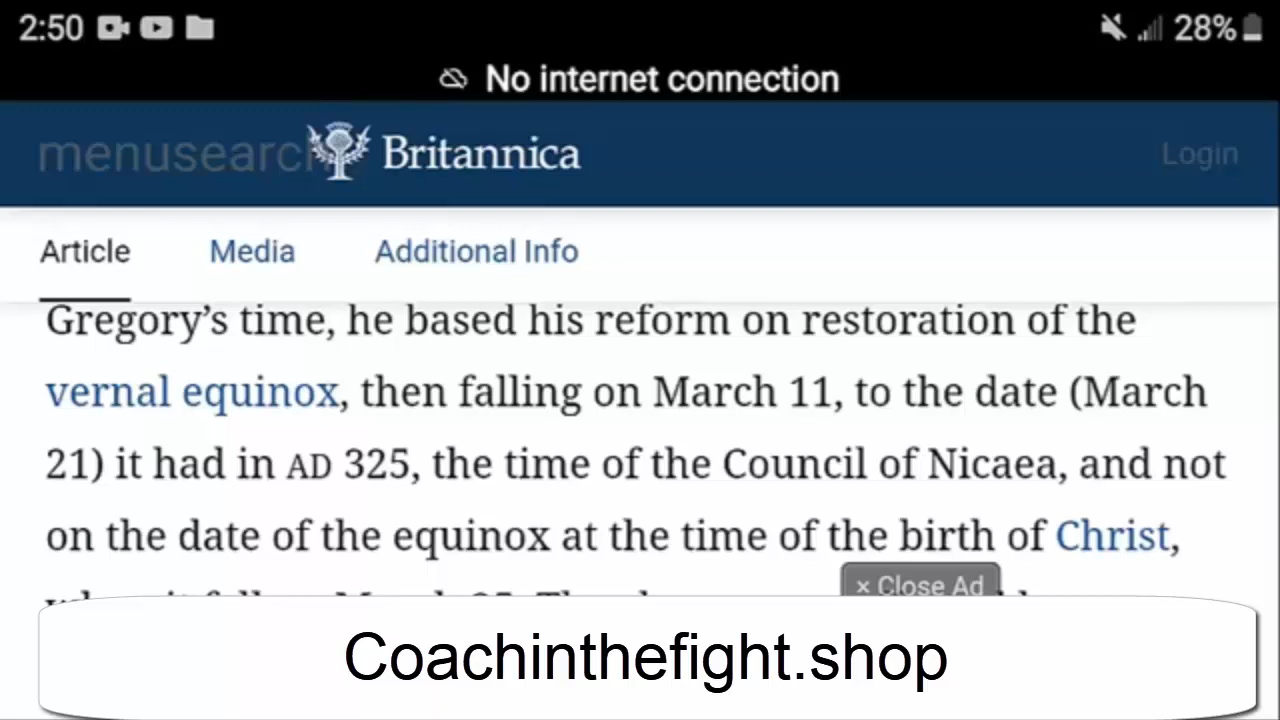 2:50 28%
No internet connection
menusearch Britannica Login
Article Media Additional Info
Gregory’s time, he based his reform on restoration of the
vernal equinox, then falling on March 11, to the date (March
21) it had in AD 325, the time of the Council of Nicaea, and not
on the date of the equinox at the time of the birth of Christ,
× Close Ad
Coachinthefight.shop